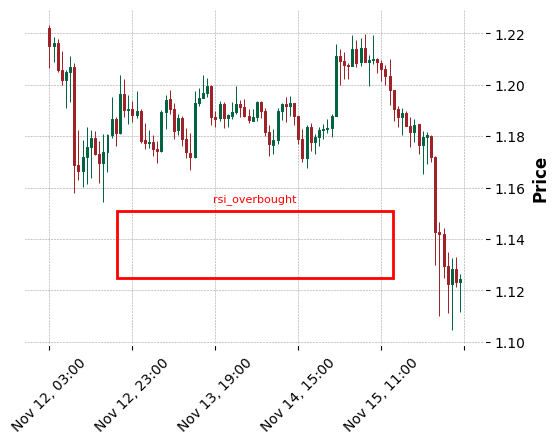 1.22
1.20
1.18
1.16
1.14
1.12
1.10
Price
rsi_overbought
Nov 12, 03:00
Nov 12, 23:00
Nov 13, 19:00
Nov 14, 15:00
Nov 15, 11:00